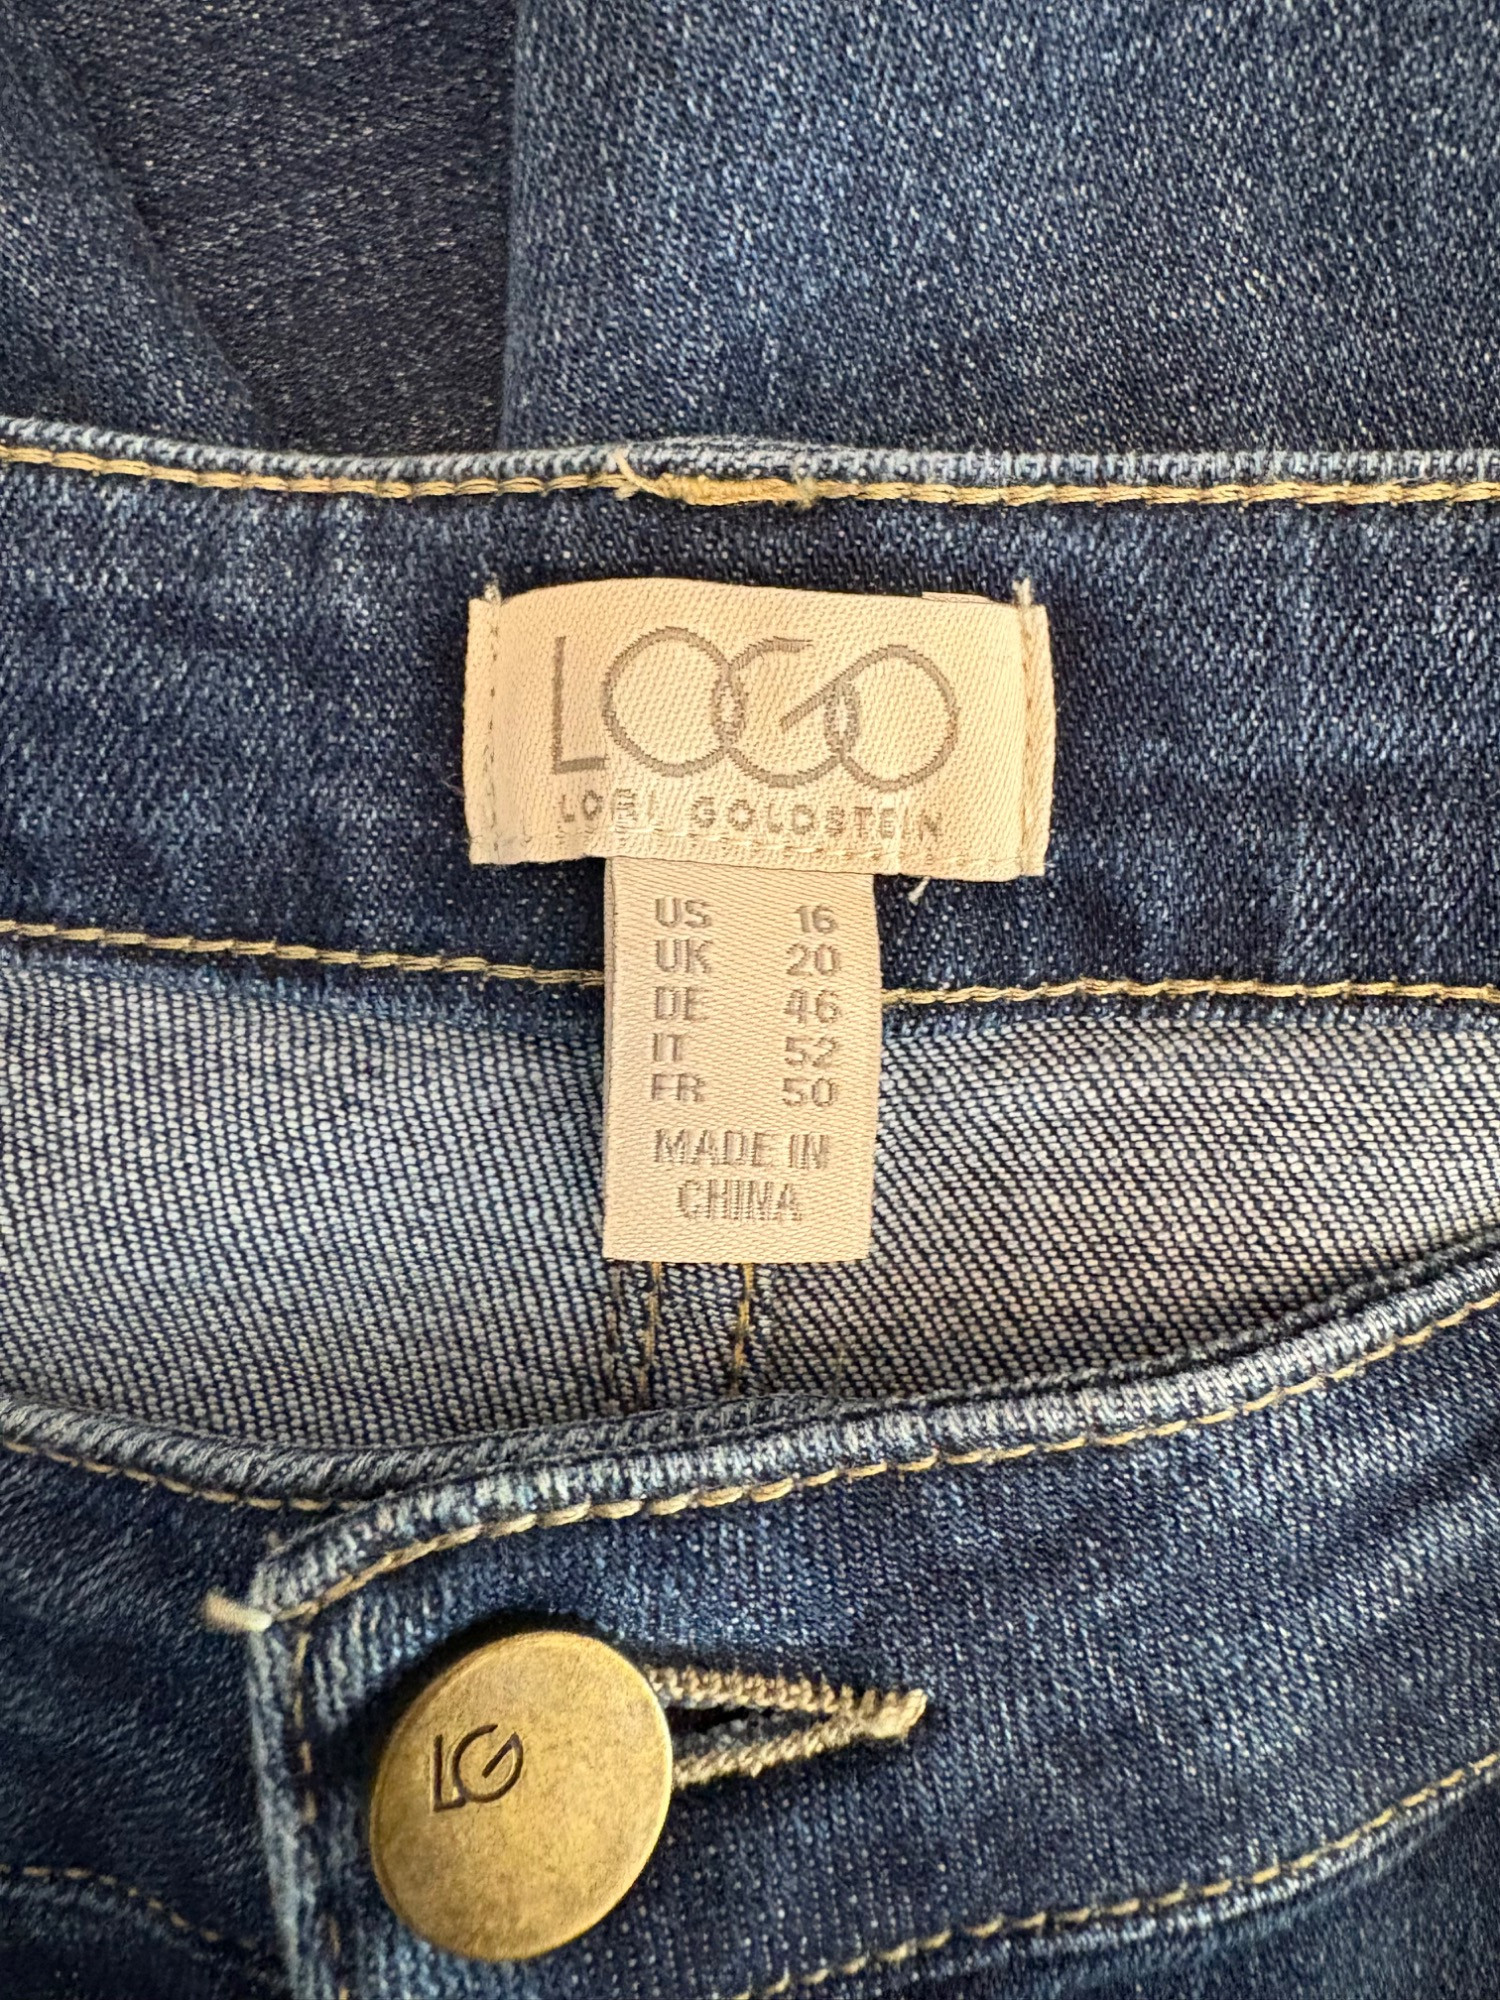 LOGO
LORI GOLDSTEIN
US 16
UK 20
DE 46
IT 52
FR 50
MADE IN
CHINA
LG